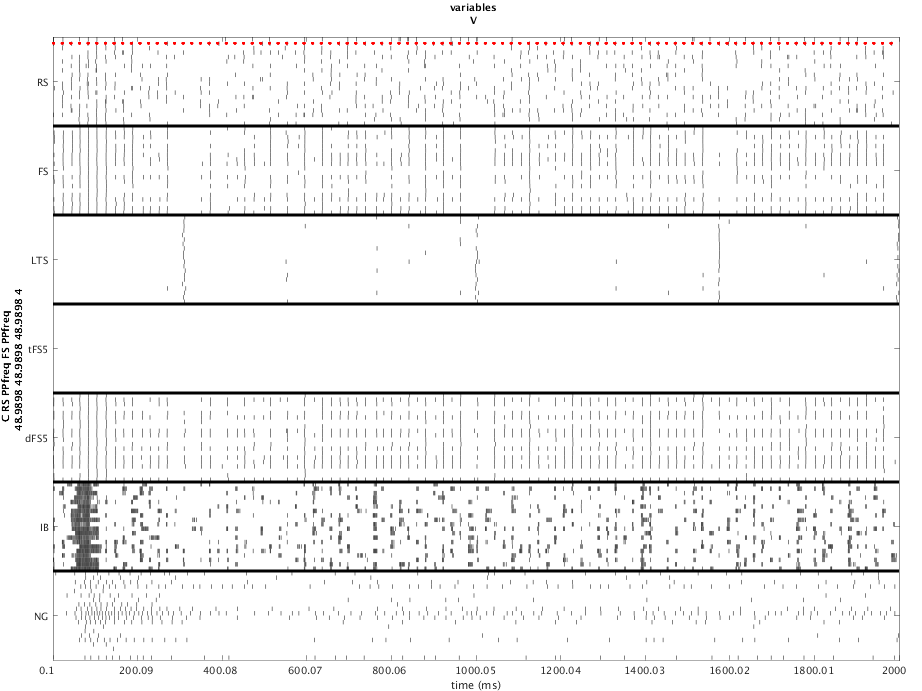 variables
V
RS
FS
LTS
tFS5
dFS5
IB
NG
C RS PPfreq FS PPfreq
48.9898 48.9898 48.9898 4
0.1 200.09 400.08 600.07 800.06 1000.05 1200.04 1400.03 1600.02 1800.01 2000
time (ms)